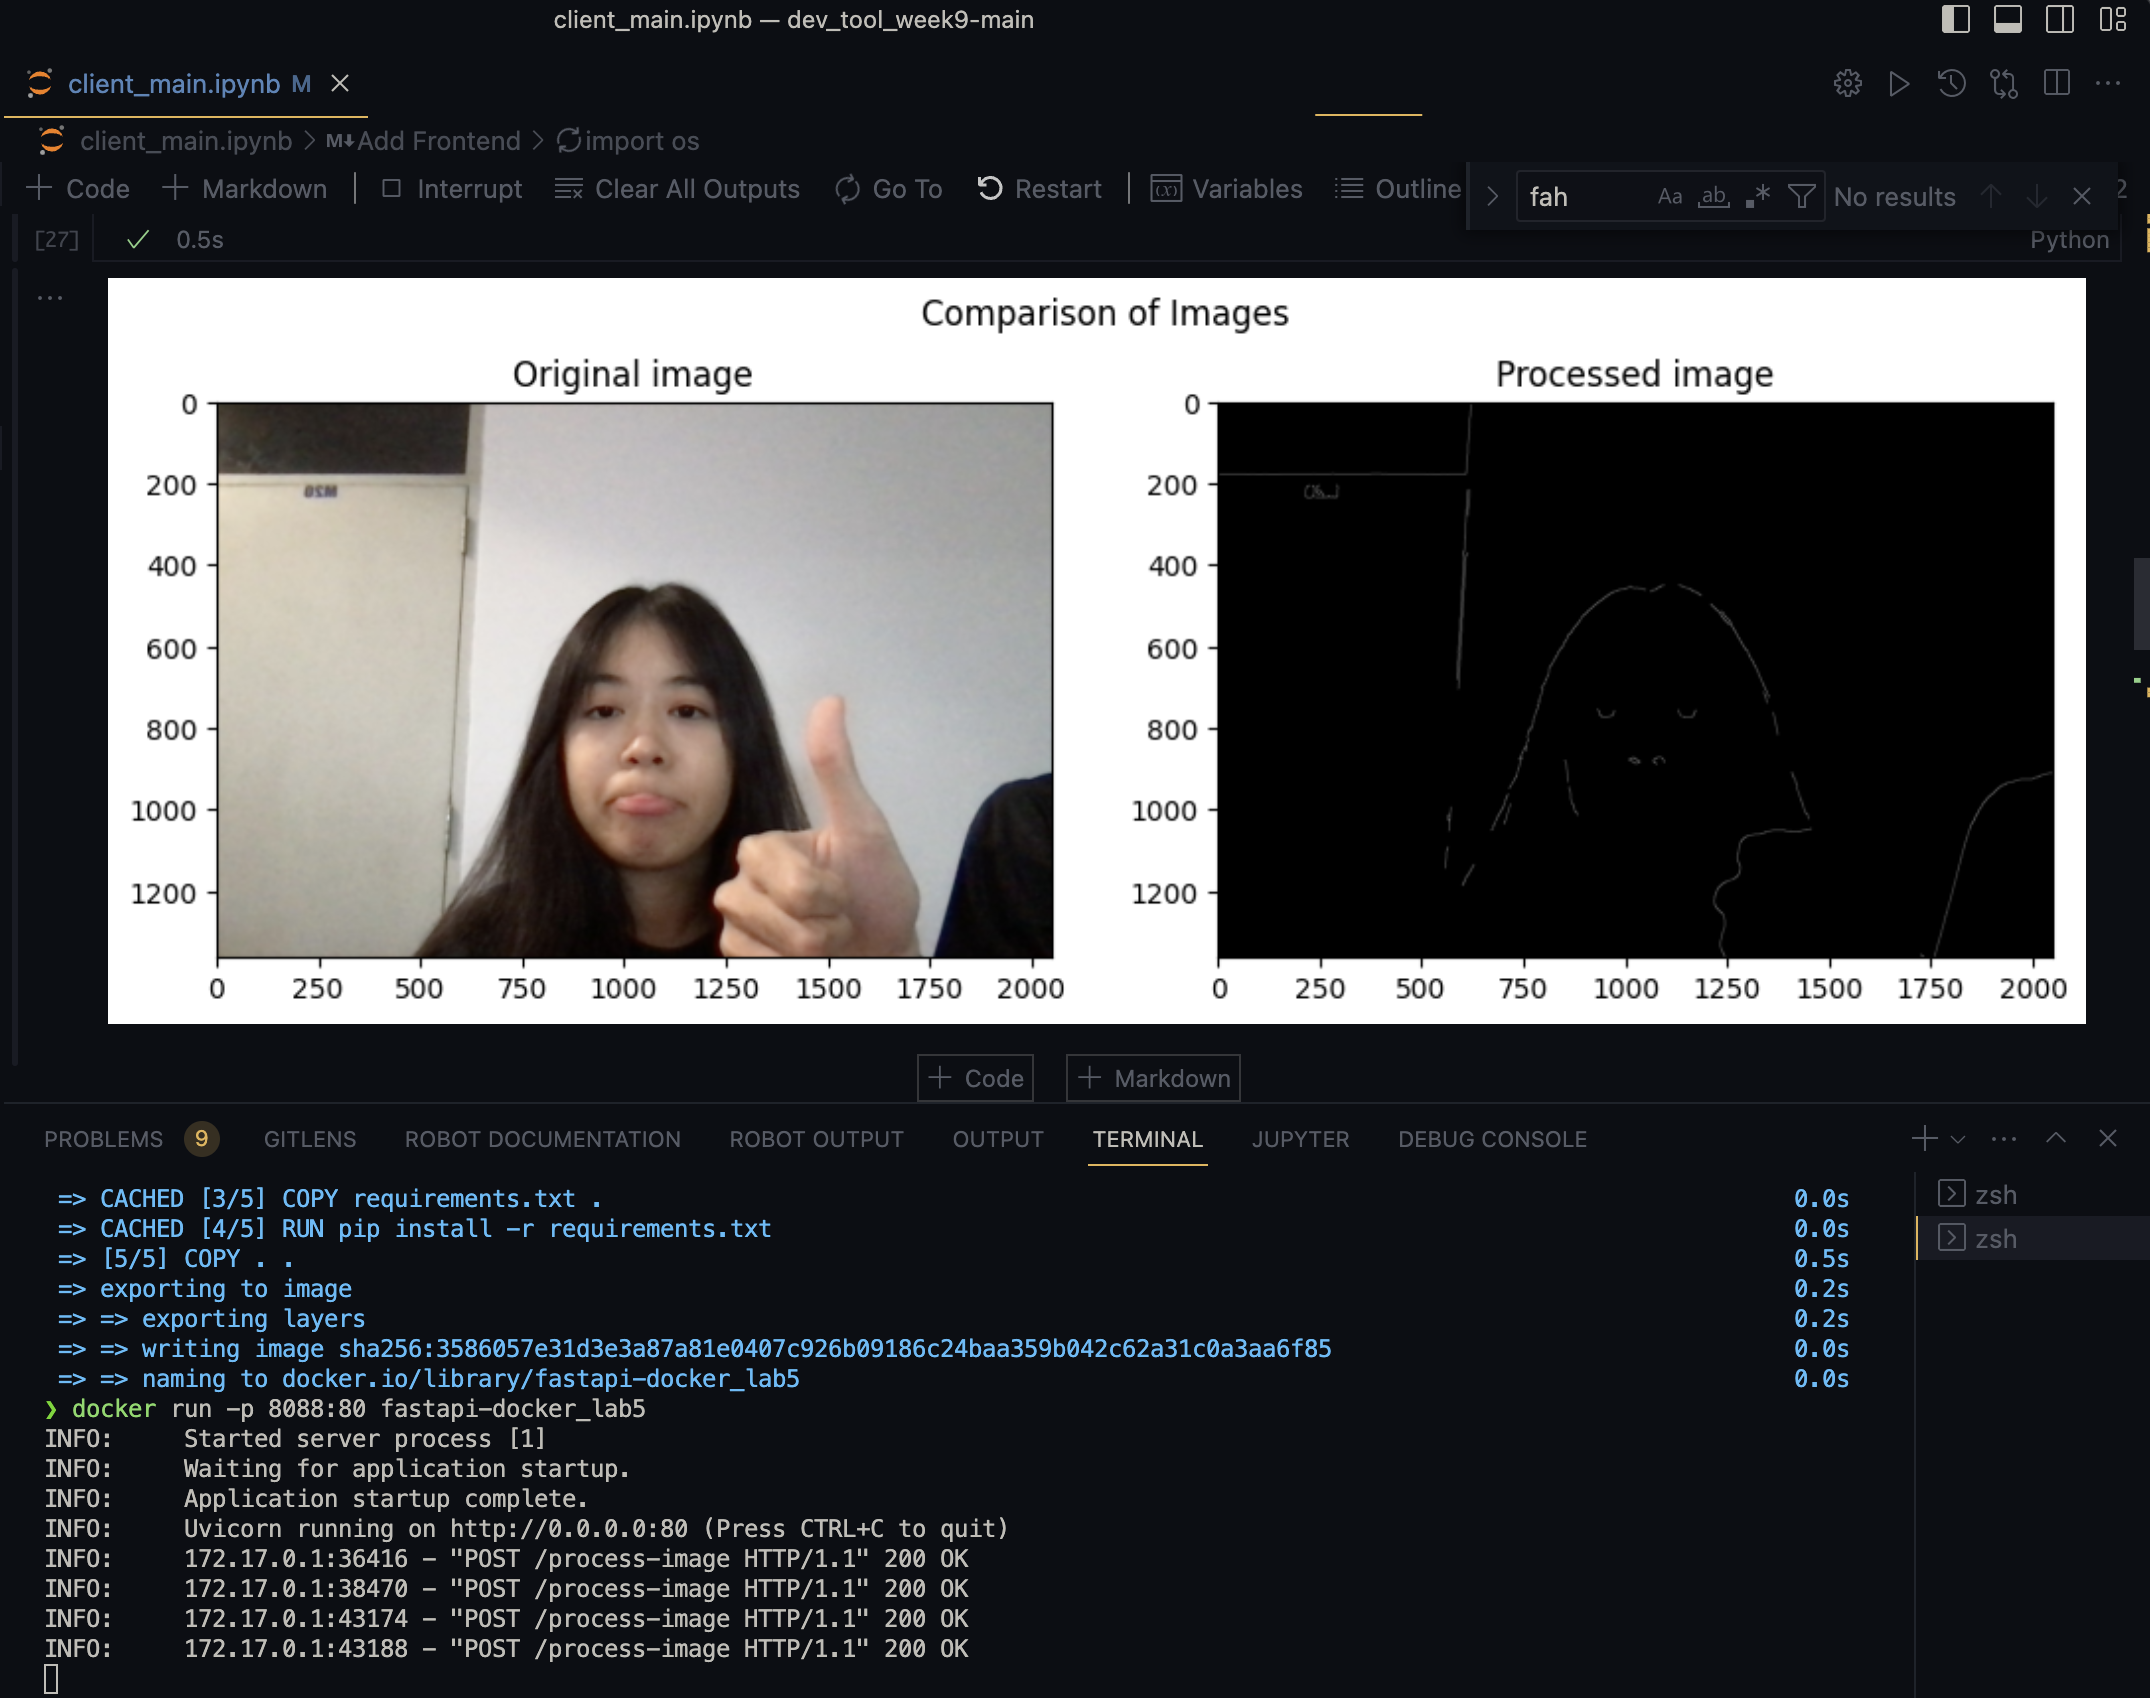 client_main.ipynb — dev_tool_week9-main
client_main.ipynb M
client_main.ipynb > M↓ Add Frontend > import os
+ Code + Markdown | Interrupt Clear All Outputs Go To Restart | (x) Variables Outline
fah Aa ab .* No results 2
[27] ✓ 0.5s Python
...
Comparison of Images
Original image Processed image
M20
0
200
400
600
800
1000
1200
0 250 500 750 1000 1250 1500 1750 2000
0
200
400
600
800
1000
1200
0 250 500 750 1000 1250 1500 1750 2000
+ Code + Markdown
PROBLEMS 9 GITLENS ROBOT DOCUMENTATION ROBOT OUTPUT OUTPUT TERMINAL JUPYTER DEBUG CONSOLE
=> CACHED [3/5] COPY requirements.txt . 0.0s
=> CACHED [4/5] RUN pip install -r requirements.txt 0.0s
=> [5/5] COPY . . 0.5s
=> exporting to image 0.2s
=> => exporting layers 0.2s
=> => writing image sha256:3586057e31d3e3a87a81e0407c926b09186c24baa359b042c62a31c0a3aa6f85 0.0s
=> => naming to docker.io/library/fastapi-docker_lab5 0.0s
❯ docker run -p 8088:80 fastapi-docker_lab5
INFO: Started server process [1]
INFO: Waiting for application startup.
INFO: Application startup complete.
INFO: Uvicorn running on http://0.0.0.0:80 (Press CTRL+C to quit)
INFO: 172.17.0.1:36416 - "POST /process-image HTTP/1.1" 200 OK
INFO: 172.17.0.1:38470 - "POST /process-image HTTP/1.1" 200 OK
INFO: 172.17.0.1:43174 - "POST /process-image HTTP/1.1" 200 OK
INFO: 172.17.0.1:43188 - "POST /process-image HTTP/1.1" 200 OK
zsh
zsh